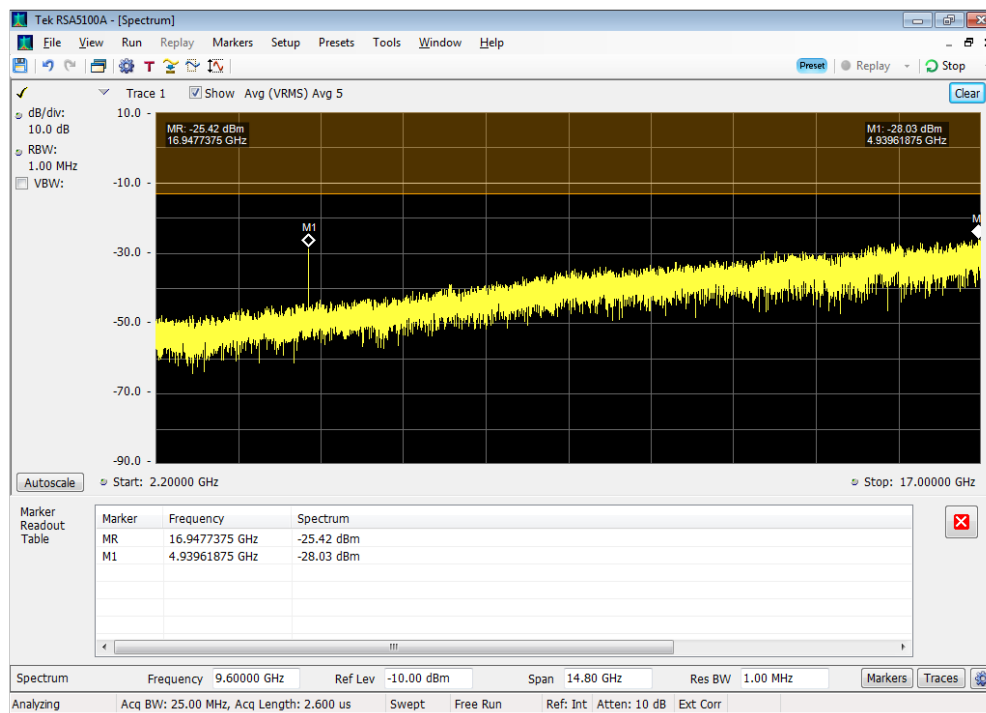 Tek RSA5100A - [Spectrum]
File View Run Replay Markers Setup Presets Tools Window Help
T Preset Replay Stop
Trace 1 Show Avg (VRMS) Avg 5 Clear
dB/div:
10.0 dB
RBW:
1.00 MHz
VBW:
10.0
-10.0
-30.0
-50.0
-70.0
-90.0
MR: -25.42 dBm
16.9477375 GHz
M1: -28.03 dBm
4.93961875 GHz
M1
M
Autoscale Start: 2.20000 GHz Stop: 17.00000 GHz
Marker
Readout
Table
Marker Frequency Spectrum
MR 16.9477375 GHz -25.42 dBm
M1 4.93961875 GHz -28.03 dBm
Spectrum Frequency 9.60000 GHz Ref Lev -10.00 dBm Span 14.80 GHz Res BW 1.00 MHz Markers Traces
Analyzing Acq BW: 25.00 MHz, Acq Length: 2.600 us Swept Free Run Ref: Int Atten: 10 dB Ext Corr